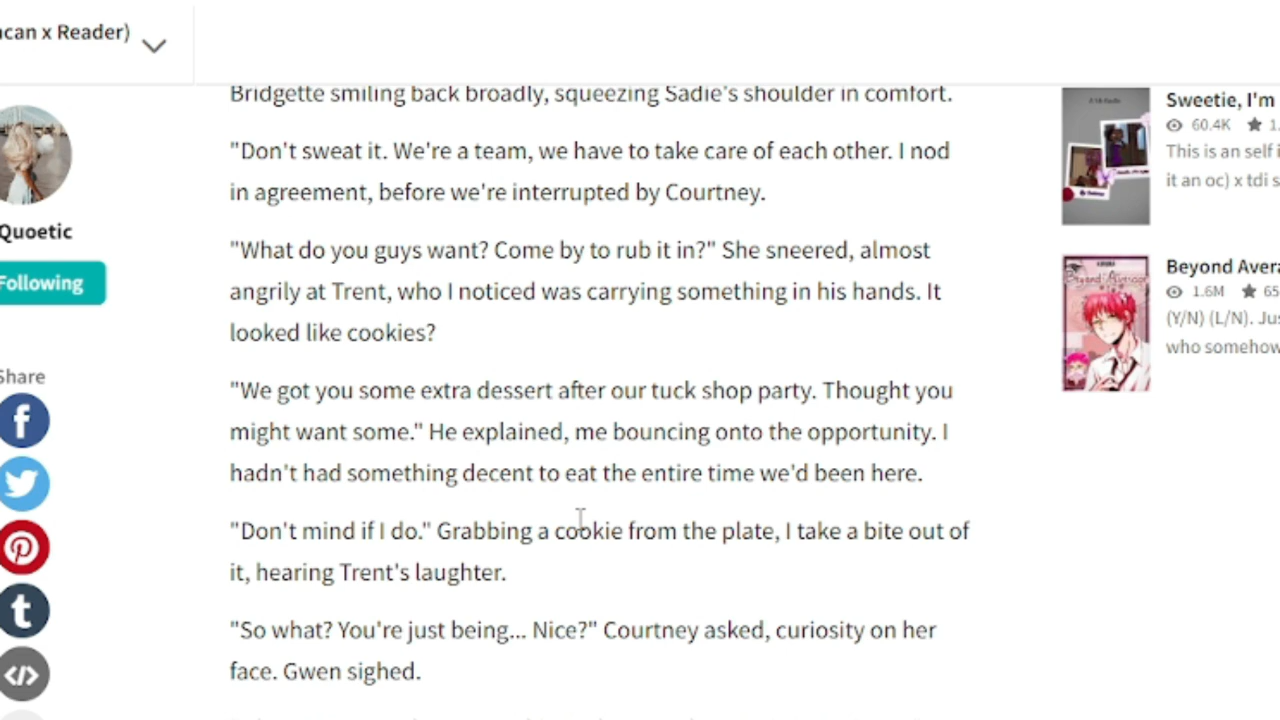 can x Reader)
Bridgette smiling back broadly, squeezing Sadie's shoulder in comfort.
"Don't sweat it. We're a team, we have to take care of each other. I nod
in agreement, before we're interrupted by Courtney.
"What do you guys want? Come by to rub it in?" She sneered, almost
angrily at Trent, who I noticed was carrying something in his hands. It
looked like cookies?
"We got you some extra dessert after our tuck shop party. Thought you
might want some." He explained, me bouncing onto the opportunity. I
hadn't had something decent to eat the entire time we'd been here.
"Don't mind if I do." Grabbing a cookie from the plate, I take a bite out of
it, hearing Trent's laughter.
"So what? You're just being... Nice?" Courtney asked, curiosity on her
face. Gwen sighed.
Quoetic
Following
Share
Sweetie, I'm
60.4K 1.
This is an self i
it an oc) x tdi s
Beyond Avera
1.6M 65
(Y/N) (L/N). Jus
who somehow